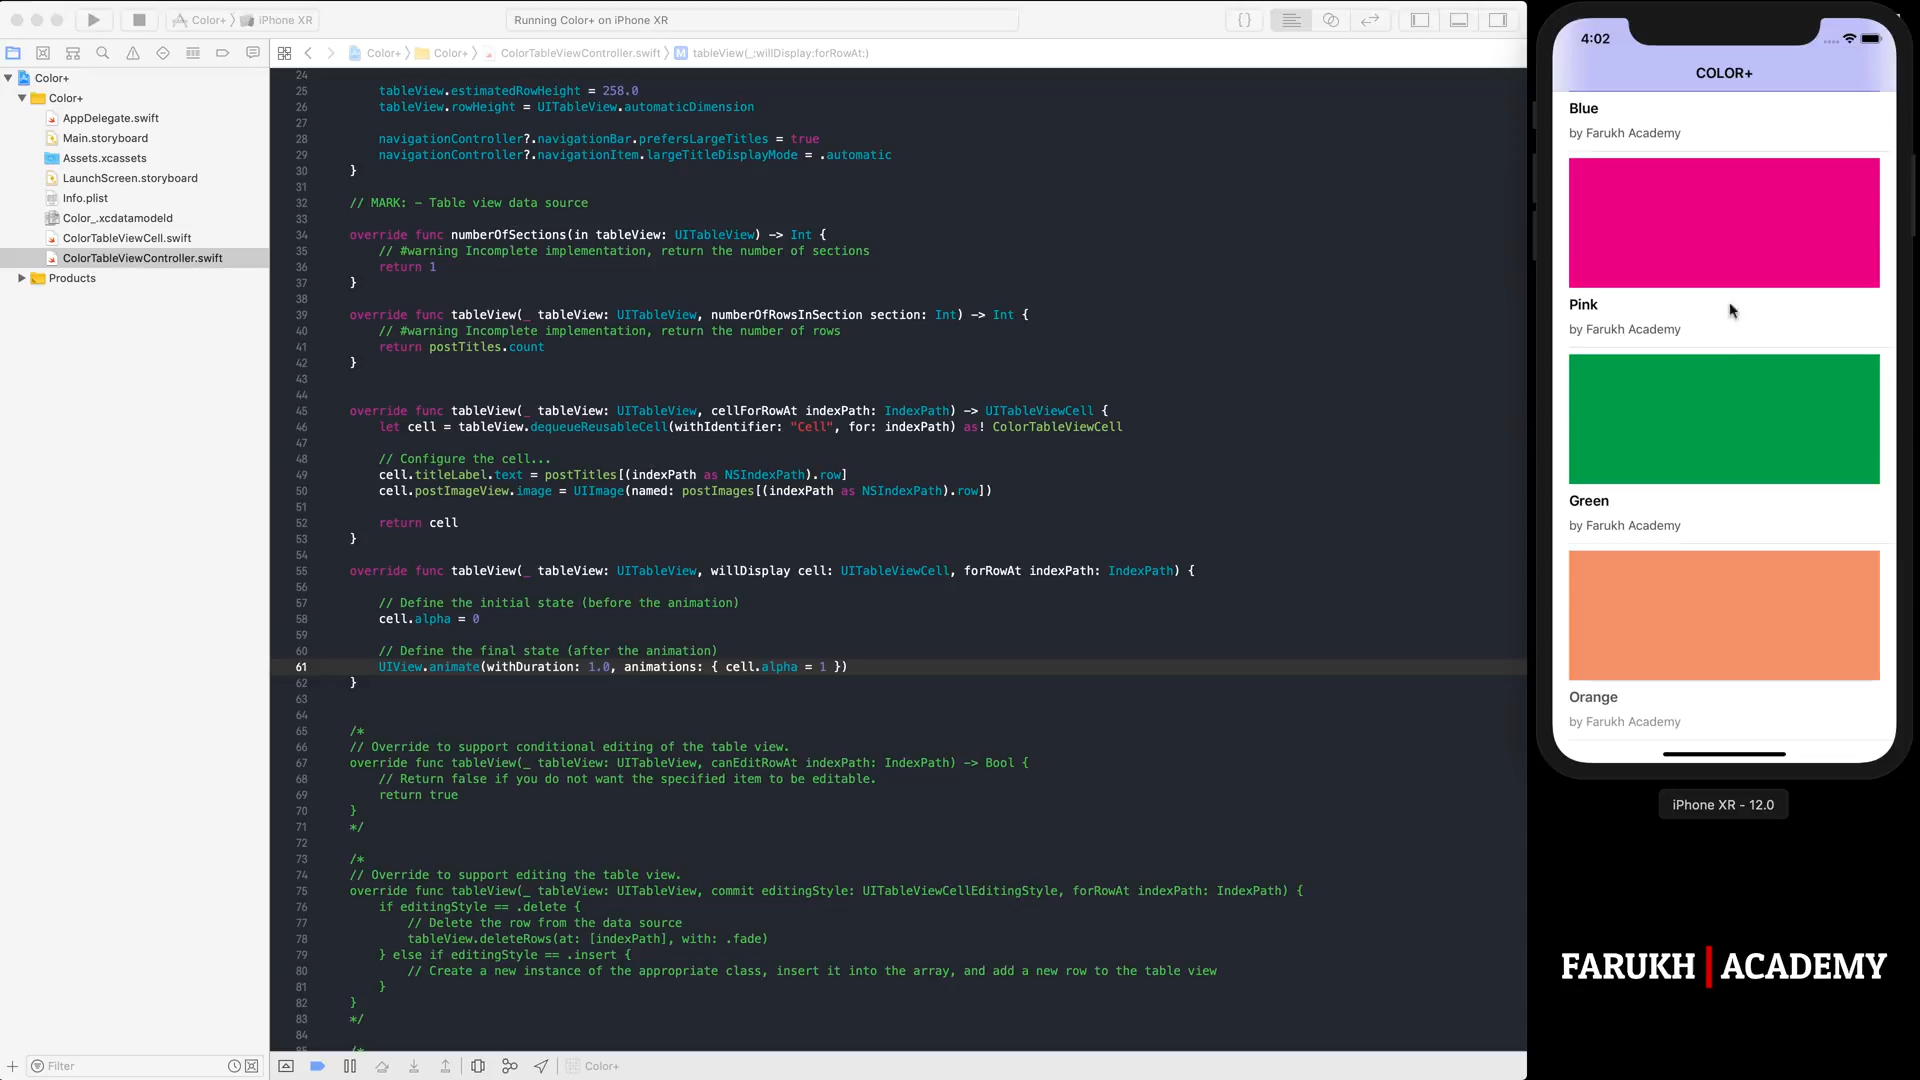 Color+ iPhone XR
Running Color+ on iPhone XR
Color+ Color+ ColorTableViewController.swift M tableView(_:willDisplay:forRowAt:)
Color+
Color+
AppDelegate.swift
Main.storyboard
Assets.xcassets
LaunchScreen.storyboard
Info.plist
Color_.xcdatamodeld
ColorTableViewCell.swift
ColorTableViewController.swift
Products
Filter
24
25 tableView.estimatedRowHeight = 258.0
26 tableView.rowHeight = UITableView.automaticDimension
27
28 navigationController?.navigationBar.prefersLargeTitles = true
29 navigationController?.navigationItem.largeTitleDisplayMode = .automatic
30 }
31
32 // MARK: - Table view data source
33
34 override func numberOfSections(in tableView: UITableView) -> Int {
35 // #warning Incomplete implementation, return the number of sections
36 return 1
37 }
38
39 override func tableView(_ tableView: UITableView, numberOfRowsInSection section: Int) -> Int {
40 // #warning Incomplete implementation, return the number of rows
41 return postTitles.count
42 }
43
44
45 override func tableView(_ tableView: UITableView, cellForRowAt indexPath: IndexPath) -> UITableViewCell {
46 let cell = tableView.dequeueReusableCell(withIdentifier: "Cell", for: indexPath) as! ColorTableViewCell
47
48 // Configure the cell...
49 cell.titleLabel.text = postTitles[(indexPath as NSIndexPath).row]
50 cell.postImageView.image = UIImage(named: postImages[(indexPath as NSIndexPath).row])
51
52 return cell
53 }
54
55 override func tableView(_ tableView: UITableView, willDisplay cell: UITableViewCell, forRowAt indexPath: IndexPath) {
56
57 // Define the initial state (before the animation)
58 cell.alpha = 0
59
60 // Define the final state (after the animation)
61 UIView.animate(withDuration: 1.0, animations: { cell.alpha = 1 })
62 }
63
64
65 /*
66 // Override to support conditional editing of the table view.
67 override func tableView(_ tableView: UITableView, canEditRowAt indexPath: IndexPath) -> Bool {
68 // Return false if you do not want the specified item to be editable.
69 return true
70 }
71 */
72
73 /*
74 // Override to support editing the table view.
75 override func tableView(_ tableView: UITableView, commit editingStyle: UITableViewCellEditingStyle, forRowAt indexPath: IndexPath) {
76 if editingStyle == .delete {
77 // Delete the row from the data source
78 tableView.deleteRows(at: [indexPath], with: .fade)
79 } else if editingStyle == .insert {
80 // Create a new instance of the appropriate class, insert it into the array, and add a new row to the table view
81 }
82 }
83 */
84
85 /*
Color+
4:02
COLOR+
Blue
by Farukh Academy
Pink
by Farukh Academy
Green
by Farukh Academy
Orange
by Farukh Academy
iPhone XR - 12.0
FARUKH | ACADEMY